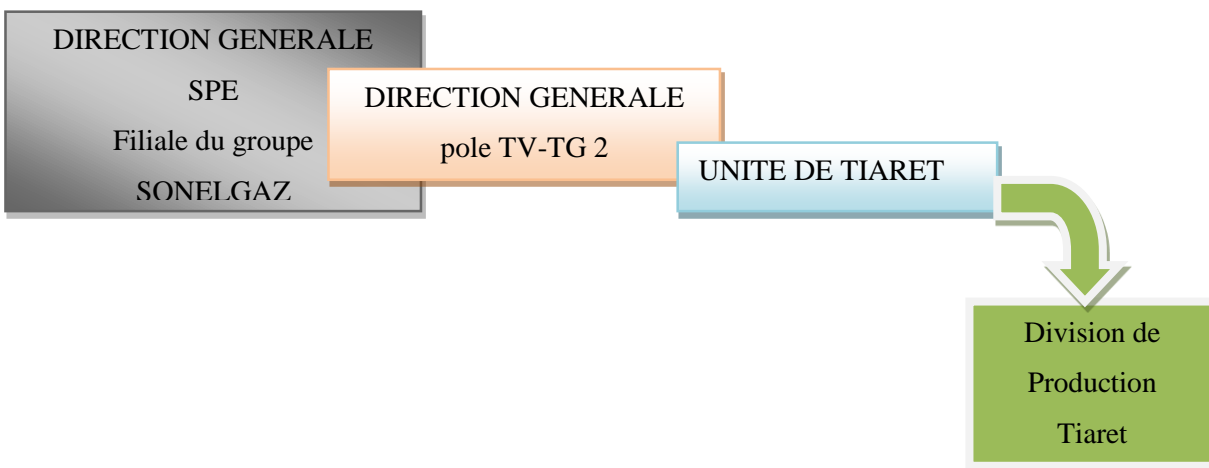 DIRECTION GENERALE
SPE
Filiale du groupe
SONELGAZ
DIRECTION GENERALE
pole TV-TG 2
UNITE DE TIARET
Division de
Production
Tiaret